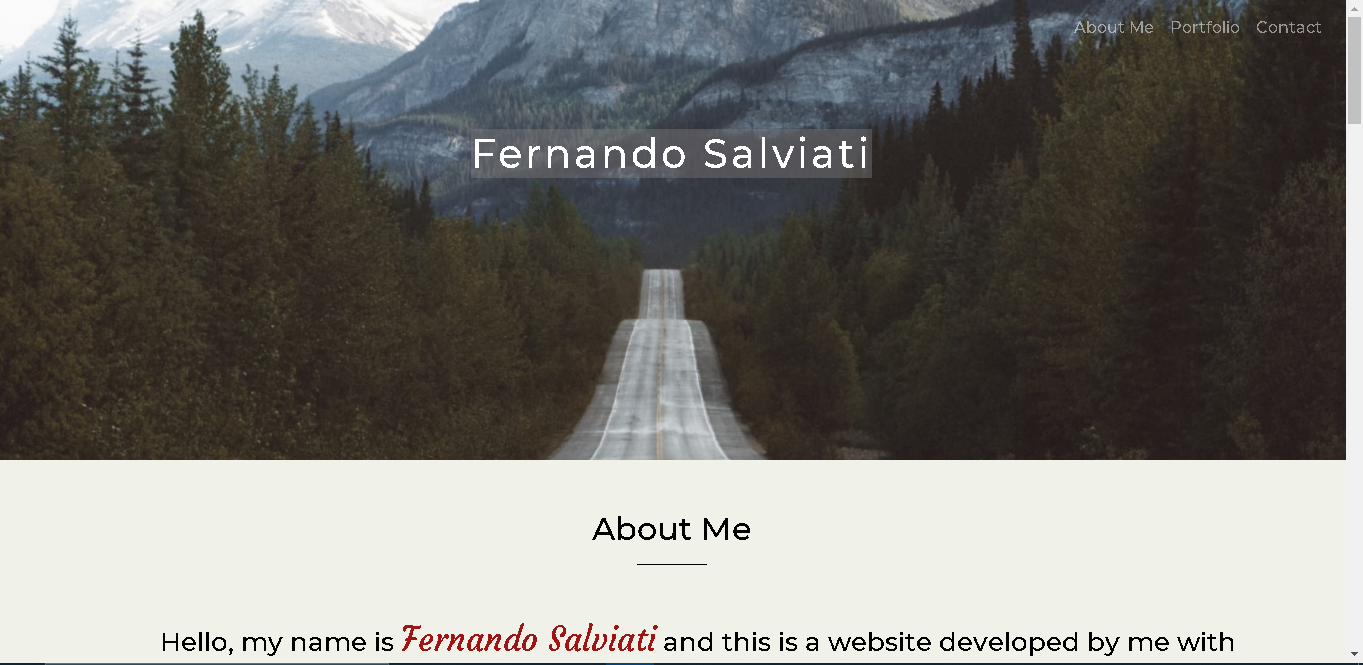 About Me Portfolio Contact
Fernando Salviati
About Me
Hello, my name is Fernando Salviati and this is a website developed by me with